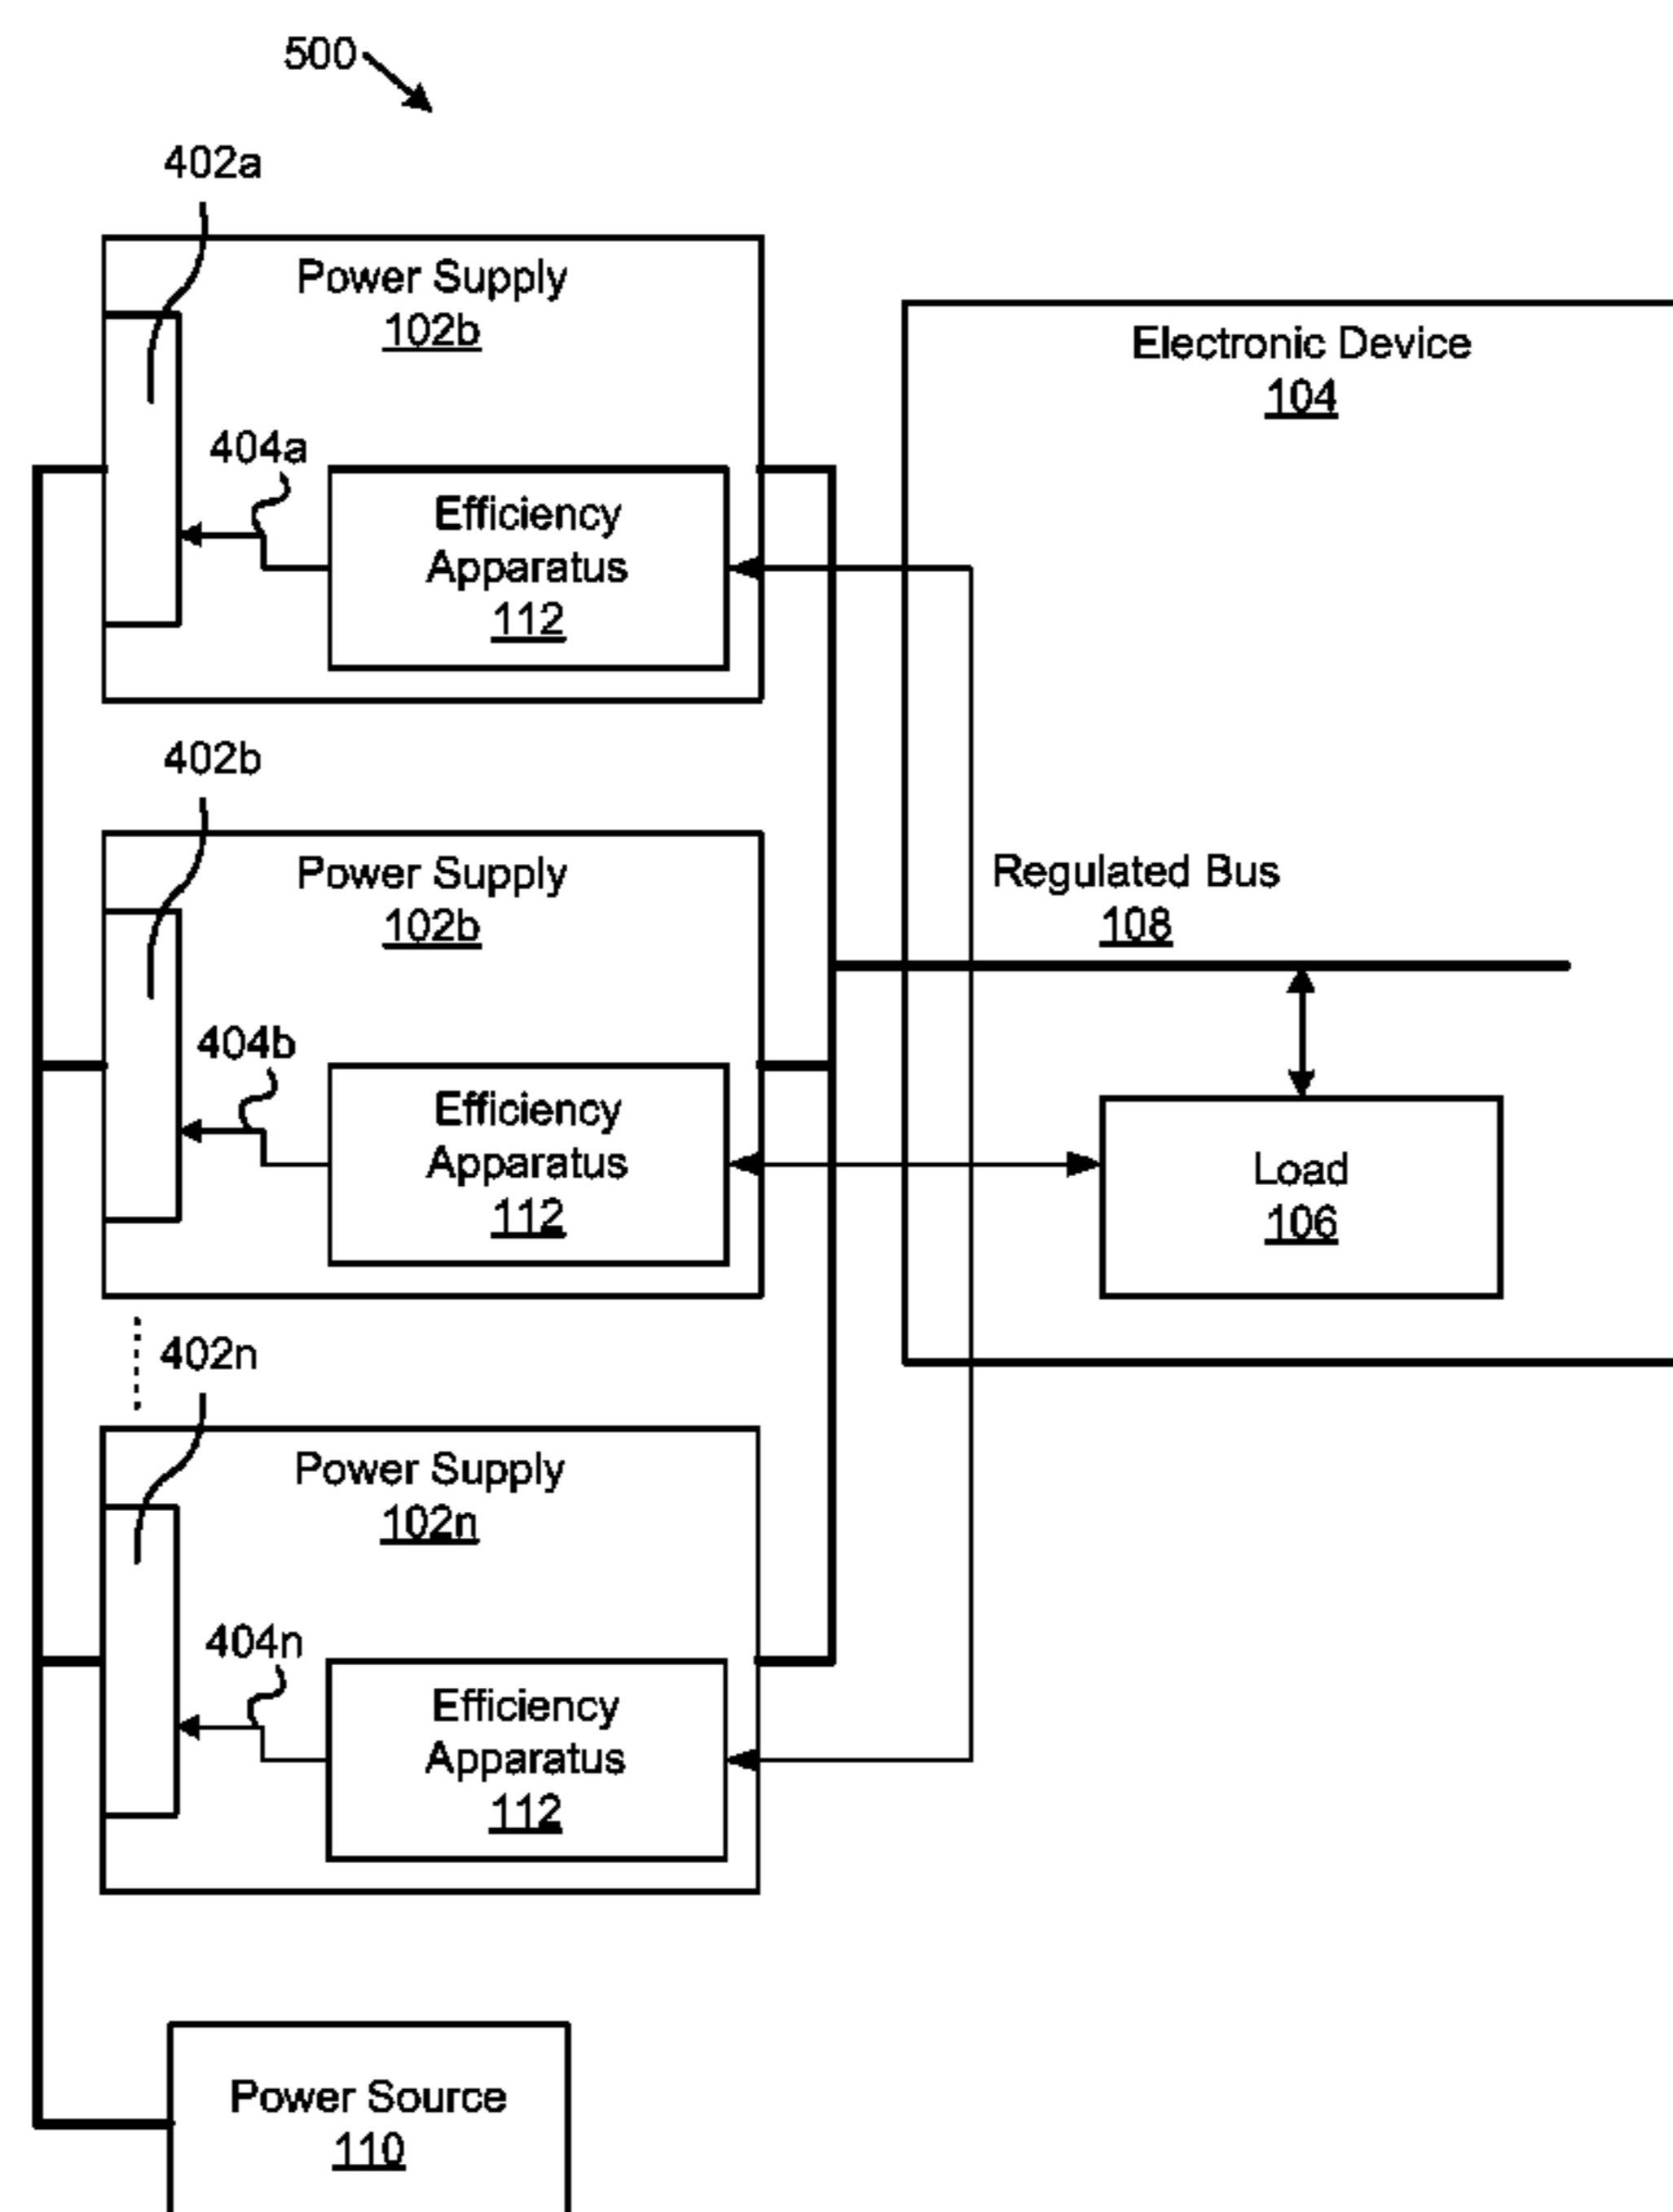 500
402a
Power Supply
102b
Electronic Device
104
404a
Efficiency
Apparatus
112
402b
Power Supply
102b
Regulated Bus
108
404b
Efficiency
Apparatus
112
Load
106
402n
Power Supply
102n
404n
Efficiency
Apparatus
112
Power Source
110